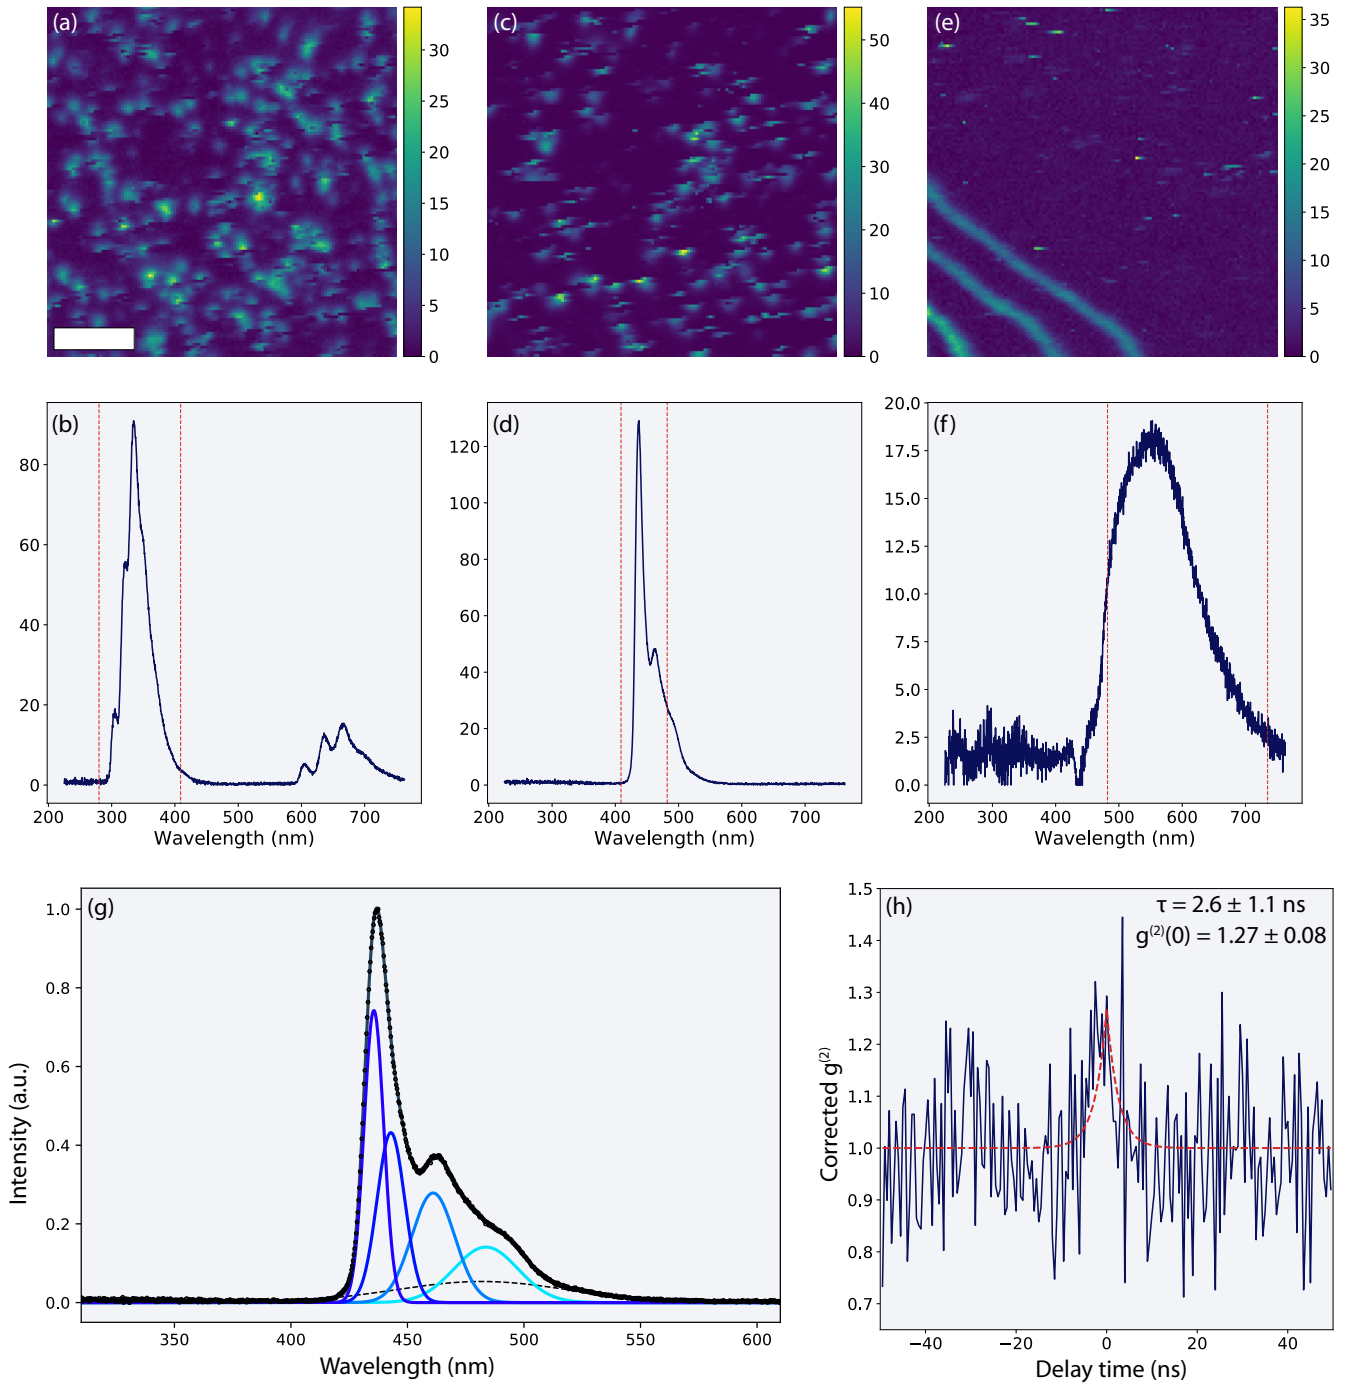 (a)
30
25
20
15
10
5
0
(c)
50
40
30
20
10
0
(e)
35
30
25
20
15
10
5
0
(b)
80
60
40
20
0
200 300 400 500 600 700
Wavelength (nm)
(d)
120
100
80
60
40
20
0
200 300 400 500 600 700
Wavelength (nm)
(f)
20.0
17.5
15.0
12.5
10.0
7.5
5.0
2.5
0.0
200 300 400 500 600 700
Wavelength (nm)
(g)
Intensity (a.u.)
1.0
0.8
0.6
0.4
0.2
0.0
350 400 450 500 550 600
Wavelength (nm)
(h)
τ = 2.6 ± 1.1 ns
g⁽²⁾(0) = 1.27 ± 0.08
Corrected g⁽²⁾
1.5
1.4
1.3
1.2
1.1
1.0
0.9
0.8
0.7
−40 −20 0 20 40
Delay time (ns)